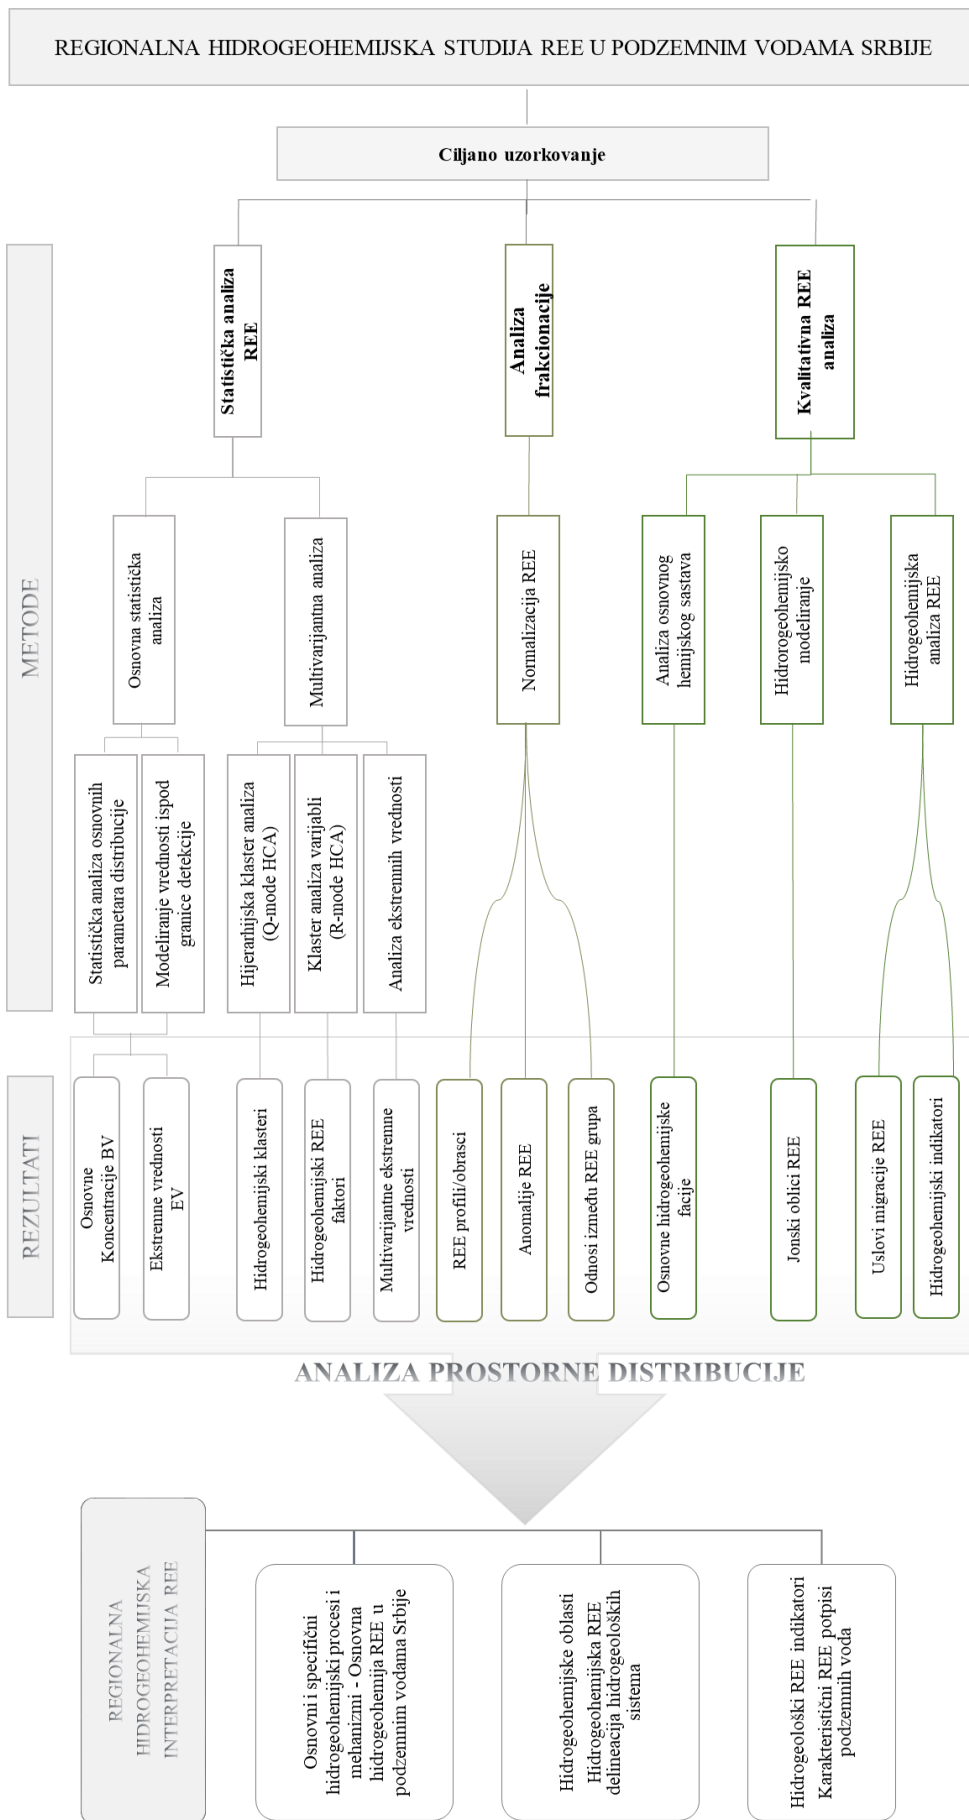 REGIONALNA HIDROGEOHEMIJSKA STUDIJA REE U PODZEMNIM VODAMA SRBIJE
Ciljano uzorkovanje
METODE
Statistička analiza
REE
Analiza
frakcionacije
Kvalitativna REE
analiza
Osnovna statistička
analiza
Multivarijantna analiza
Normalizacija REE
Analiza osnovnog
hemijskog sastava
Hidrorogeohemijsko
modeliranje
Hidrogeohemijska
analiza REE
Statistička analiza osnovnih
parametara distribucije
Modeliranje vrednosti ispod
granice detekcije
Hijerarhijska klaster analiza
(Q-mode HCA)
Klaster analiza varijabli
(R-mode HCA)
Analiza ekstremnih vrednosti
REZULTATI
Osnovne
Koncentracije BV
Ekstremne vrednosti
EV
Hidrogeohemijski klasteri
Hidrogeohemijski REE
faktori
Multivarijantne ekstremne
vrednosti
REE profili/obrasci
Anomalije REE
Odnosi između REE grupa
Osnovne hidrogeohemijske
facije
Jonski oblici REE
Uslovi migracije REE
Hidrogeohemijski indikatori
ANALIZA PROSTORNE DISTRIBUCIJE
REGIONALNA
HIDROGEOHEMIJSKA
INTERPRETACIJA REE
Osnovni i specifični
hidrogeohemijski procesi i
mehanizmi - Osnovna
hidrogeohemija REE u
podzemnim vodama Srbije
Hidrogeohemijske oblasti
Hidrogeohemijska REE
delineacija hidrogeoloških
sistema
Hidrogeološki REE indikatori
Karakteristični REE potpisi
podzemnih voda